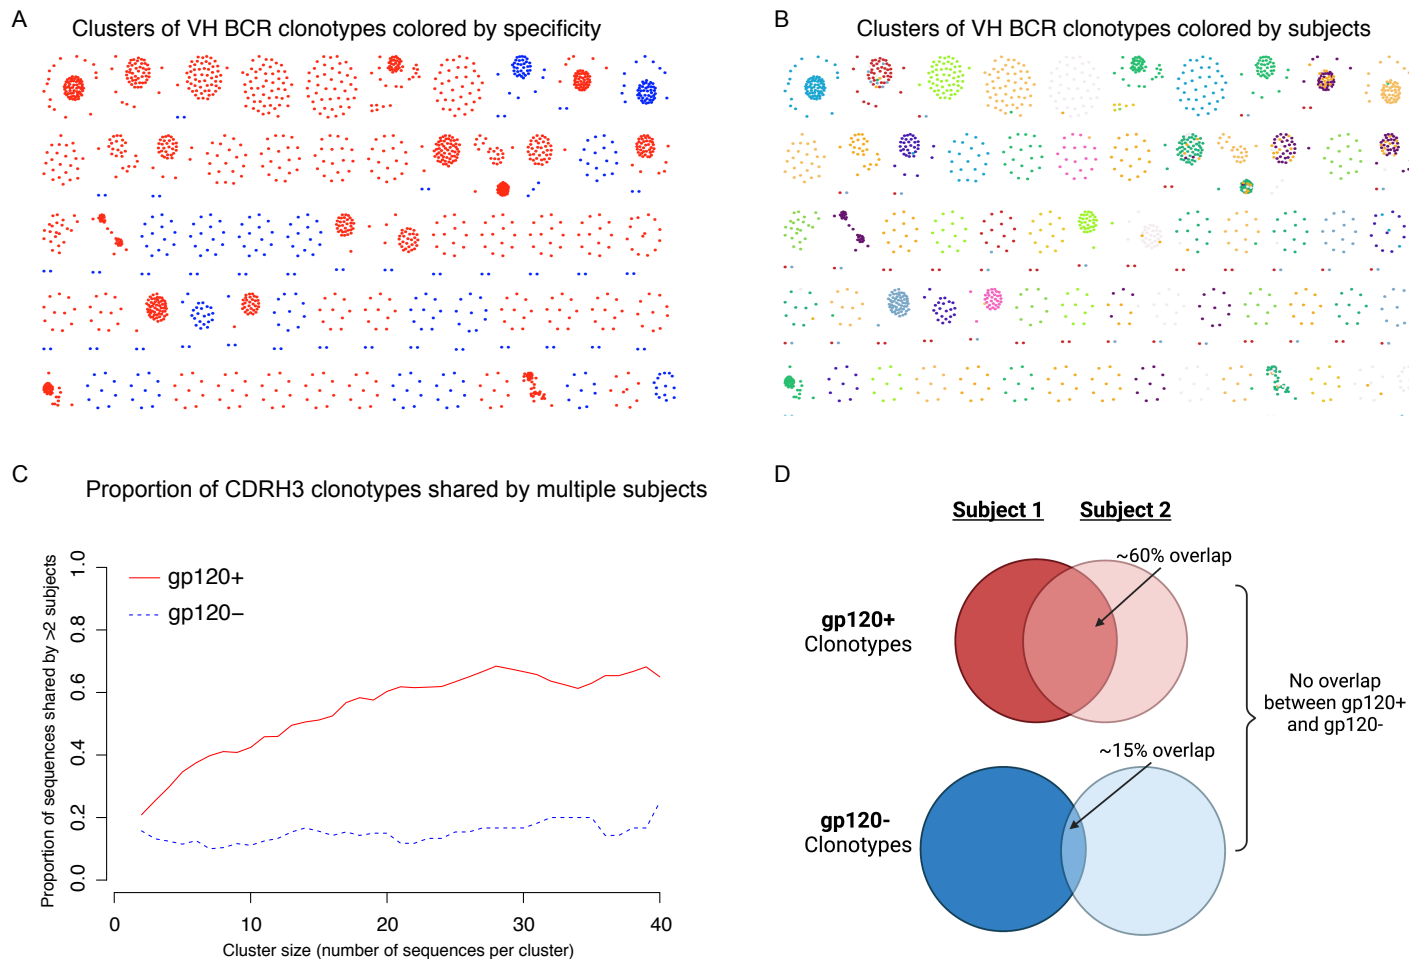 A
Clusters of VH BCR clonotypes colored by specificity
B
Clusters of VH BCR clonotypes colored by subjects
C
Proportion of CDRH3 clonotypes shared by multiple subjects
Proportion of sequences shared by >2 subjects
1.0
0.8
0.6
0.4
0.2
0.0
gp120+
gp120−
0
10
20
30
40
Cluster size (number of sequences per cluster)
D
Subject 1
Subject 2
~60% overlap
gp120+
Clonotypes
No overlap
between gp120+
and gp120-
~15% overlap
gp120-
Clonotypes